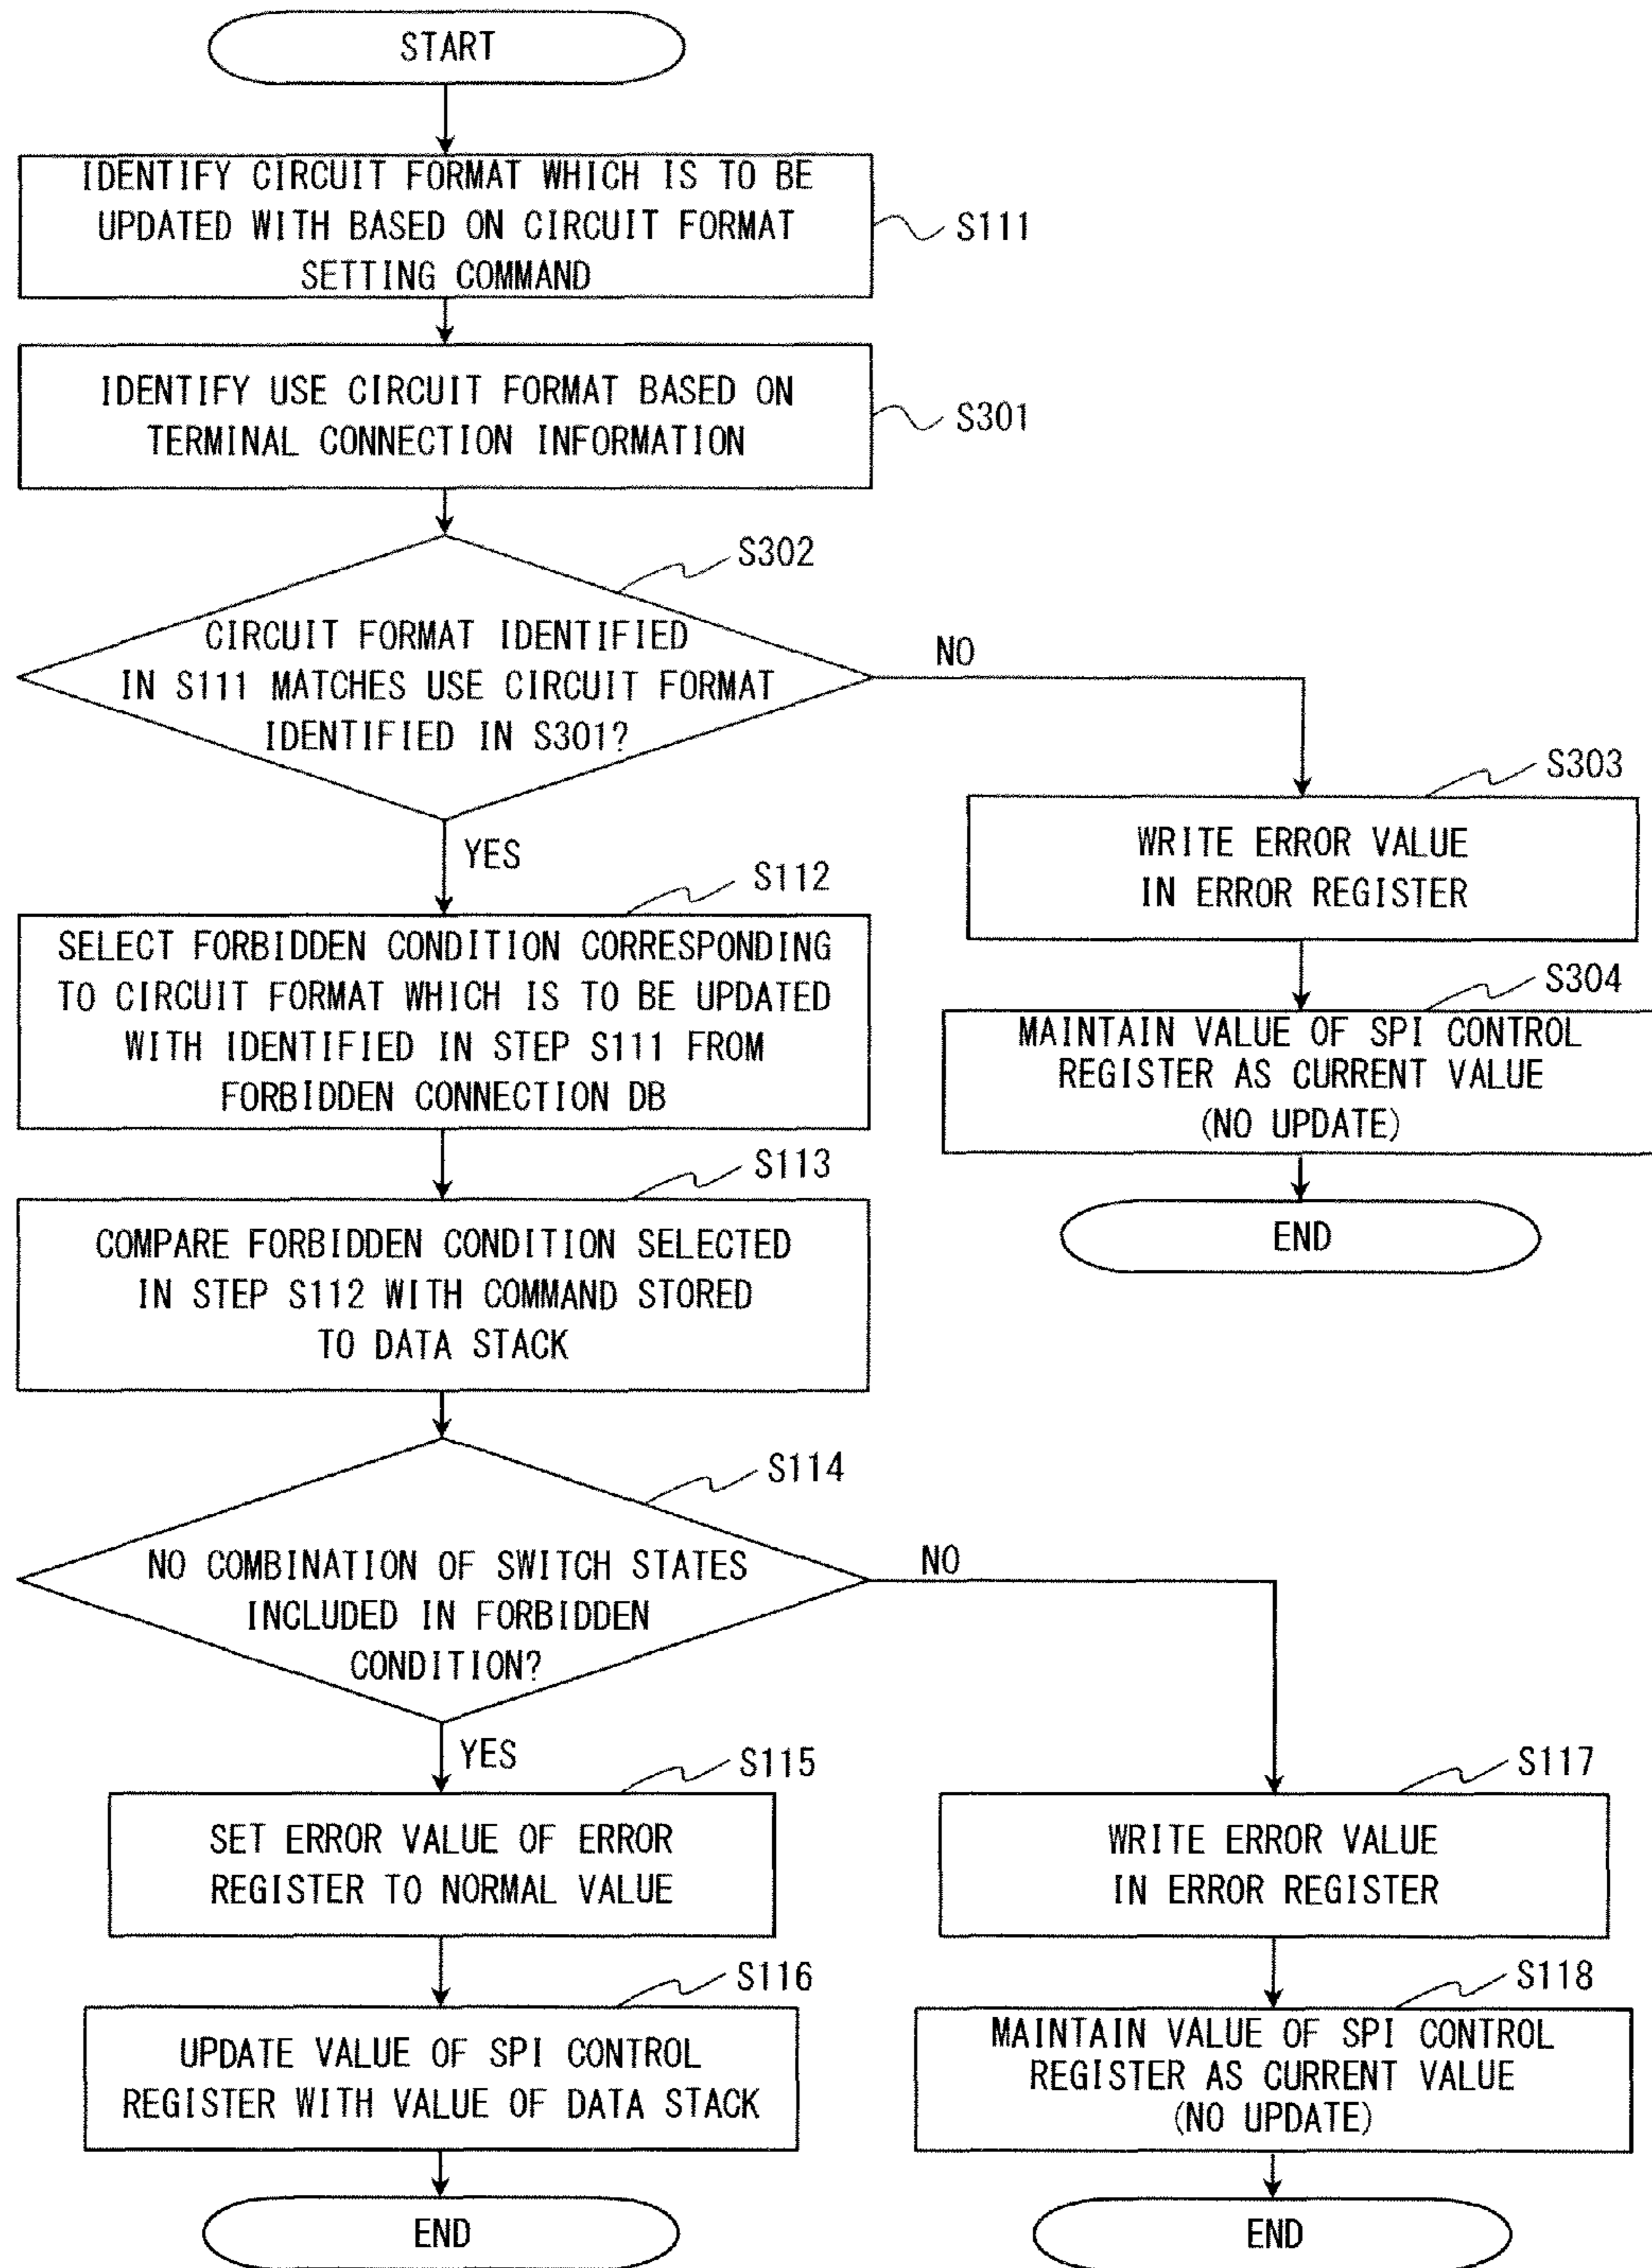 START
IDENTIFY CIRCUIT FORMAT WHICH IS TO BE
UPDATED WITH BASED ON CIRCUIT FORMAT
SETTING COMMAND
S111
IDENTIFY USE CIRCUIT FORMAT BASED ON
TERMINAL CONNECTION INFORMATION
S301
S302
CIRCUIT FORMAT IDENTIFIED
IN S111 MATCHES USE CIRCUIT FORMAT
IDENTIFIED IN S301?
NO
YES
S303
WRITE ERROR VALUE
IN ERROR REGISTER
S304
MAINTAIN VALUE OF SPI CONTROL
REGISTER AS CURRENT VALUE
(NO UPDATE)
END
S112
SELECT FORBIDDEN CONDITION CORRESPONDING
TO CIRCUIT FORMAT WHICH IS TO BE UPDATED
WITH IDENTIFIED IN STEP S111 FROM
FORBIDDEN CONNECTION DB
S113
COMPARE FORBIDDEN CONDITION SELECTED
IN STEP S112 WITH COMMAND STORED
TO DATA STACK
S114
NO COMBINATION OF SWITCH STATES
INCLUDED IN FORBIDDEN
CONDITION?
NO
YES
S115
SET ERROR VALUE OF ERROR
REGISTER TO NORMAL VALUE
S116
UPDATE VALUE OF SPI CONTROL
REGISTER WITH VALUE OF DATA STACK
END
S117
WRITE ERROR VALUE
IN ERROR REGISTER
S118
MAINTAIN VALUE OF SPI CONTROL
REGISTER AS CURRENT VALUE
(NO UPDATE)
END